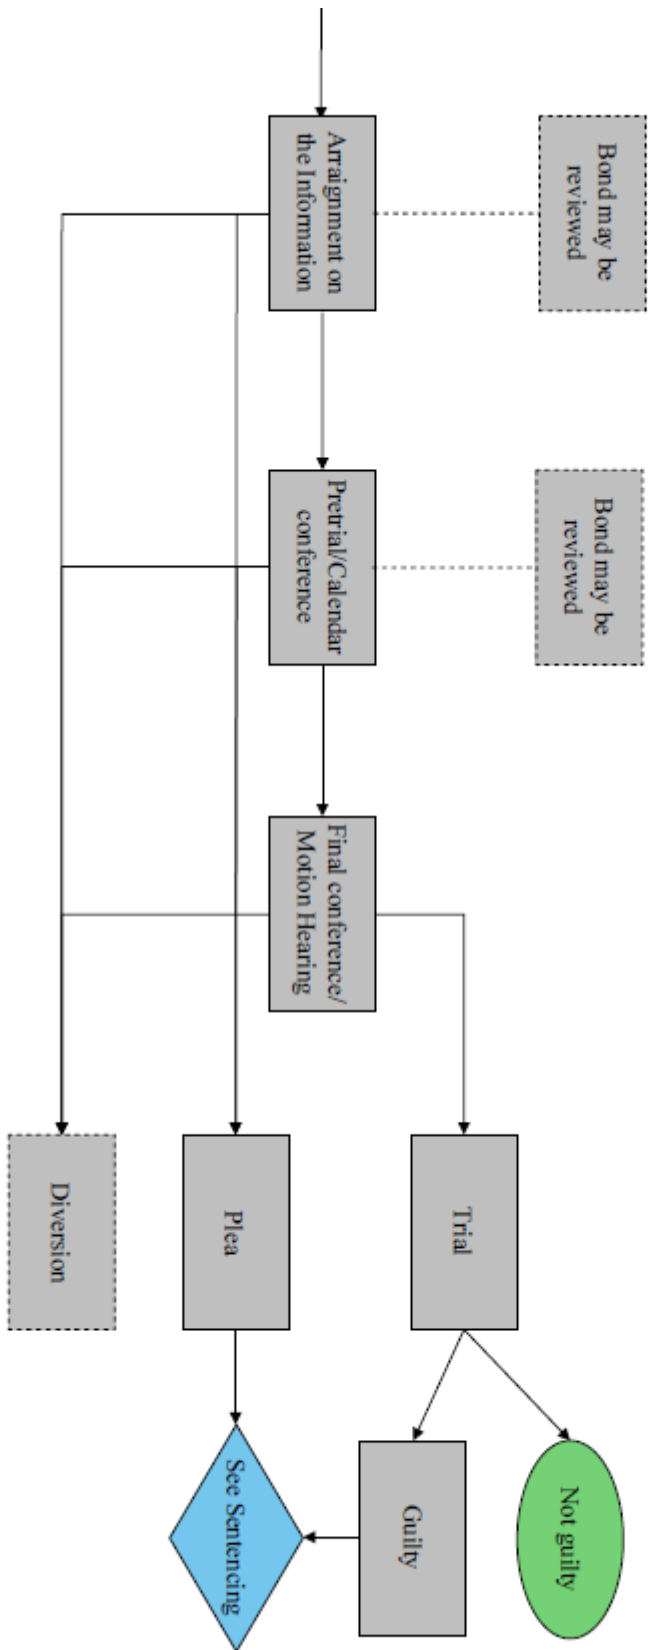 Bond may be
reviewed
Bond may be
reviewed
Arraignment on
the Information
Pretrial/Calendar
conference
Final conference/
Motion Hearing
Trial
Not guilty
Guilty
Plea
See Sentencing
Diversion